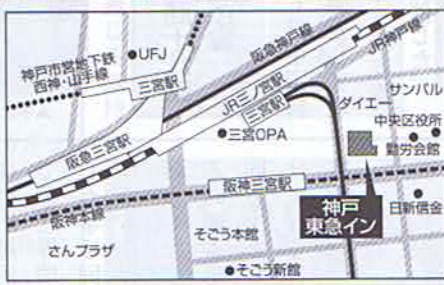 神戸市営地下鉄
西神・山手線
●UFJ
三宮駅
阪急神戸線
JR神戸線
JR三ノ宮駅
三宮駅
サンパル
ダイエー
中央区役所
勤労会館
●三宮OPA
阪急三宮駅
阪神三宮駅
神戸
東急イン
日新信金
阪神本線
さんプラザ
そごう本館
●そごう新館